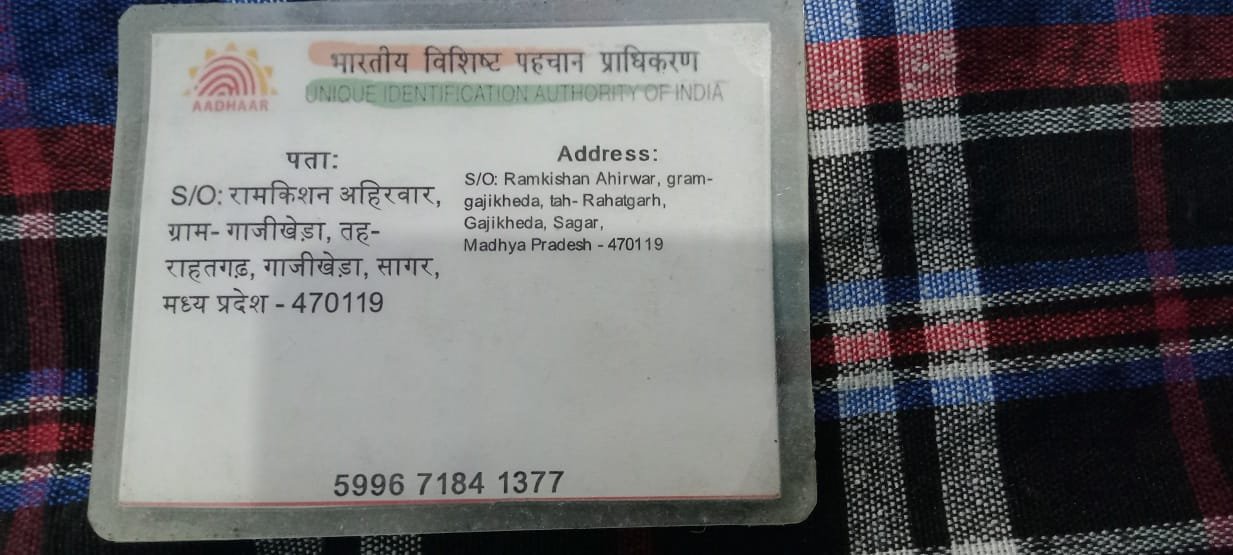 AADHAAR
भारतीय विशिष्ट पहचान प्राधिकरण
UNIQUE IDENTIFICATION AUTHORITY OF INDIA
पता:
S/O: रामकिशन अहिरवार,
ग्राम- गाजीखेड़ा, तह-
राहतगढ़, गाजीखेड़ा, सागर,
मध्य प्रदेश - 470119
Address:
S/O: Ramkishan Ahirwar, gram-
gajikheda, tah- Rahatgarh,
Gajikheda, Sagar,
Madhya Pradesh - 470119
5996 7184 1377